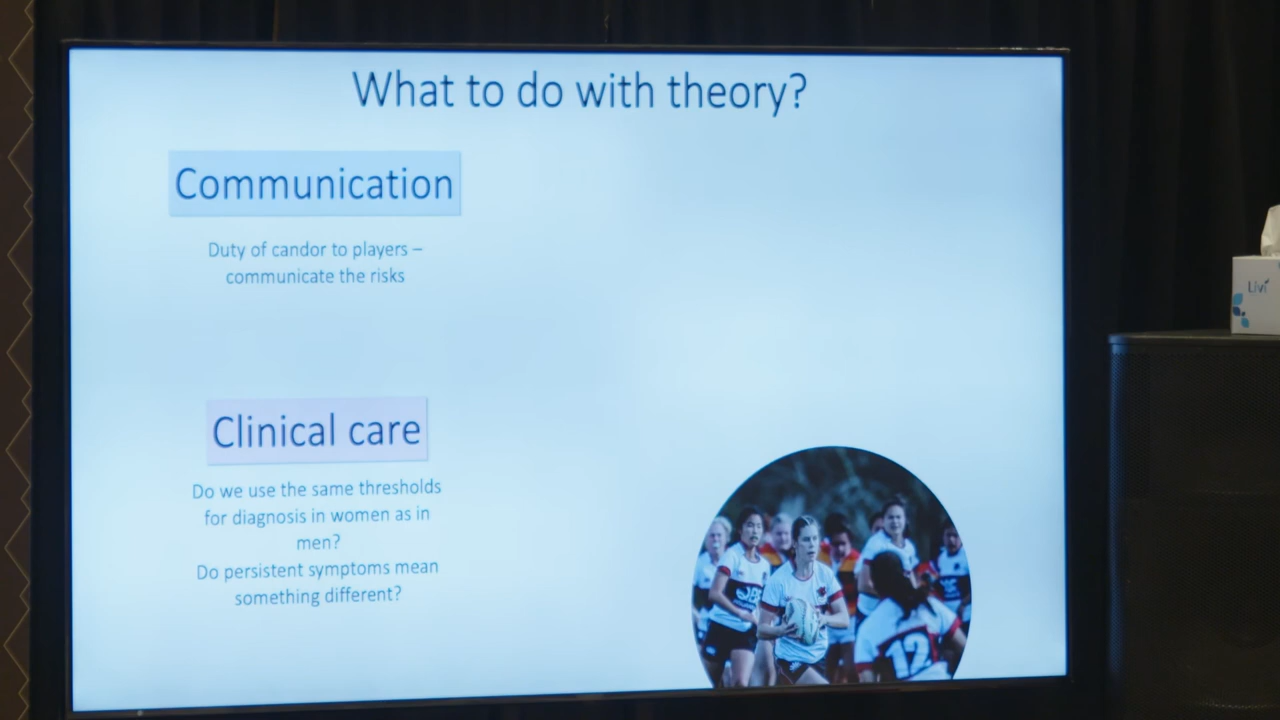 What to do with theory?
Communication
Duty of candor to players –
communicate the risks
Clinical care
Do we use the same thresholds
for diagnosis in women as in
men?
Do persistent symptoms mean
something different?
12
Livi